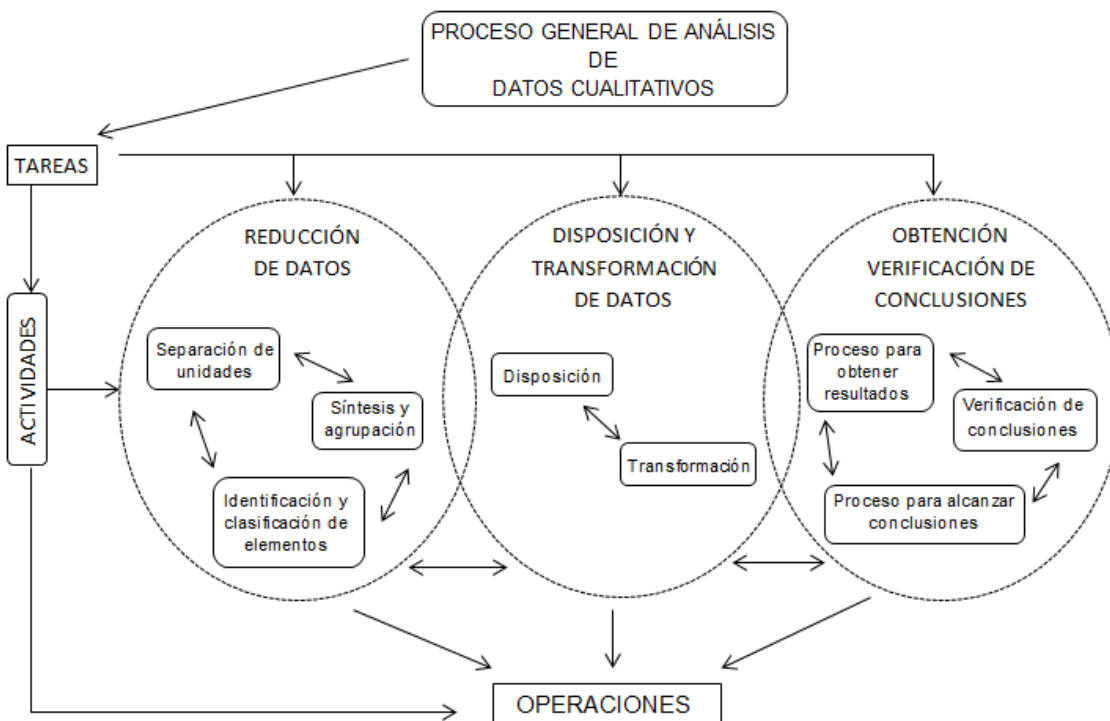 PROCESO GENERAL DE ANÁLISIS
DE
DATOS CUALITATIVOS
TAREAS
REDUCCIÓN
DE DATOS
DISPOSICIÓN Y
TRANSFORMACIÓN
DE DATOS
OBTENCIÓN
VERIFICACIÓN DE
CONCLUSIONES
ACTIVIDADES
Separación de
unidades
Síntesis y
agrupación
Identificación y
clasificación de
elementos
Disposición
Transformación
Proceso para
obtener
resultados
Verificación de
conclusiones
Proceso para alcanzar
conclusiones
OPERACIONES